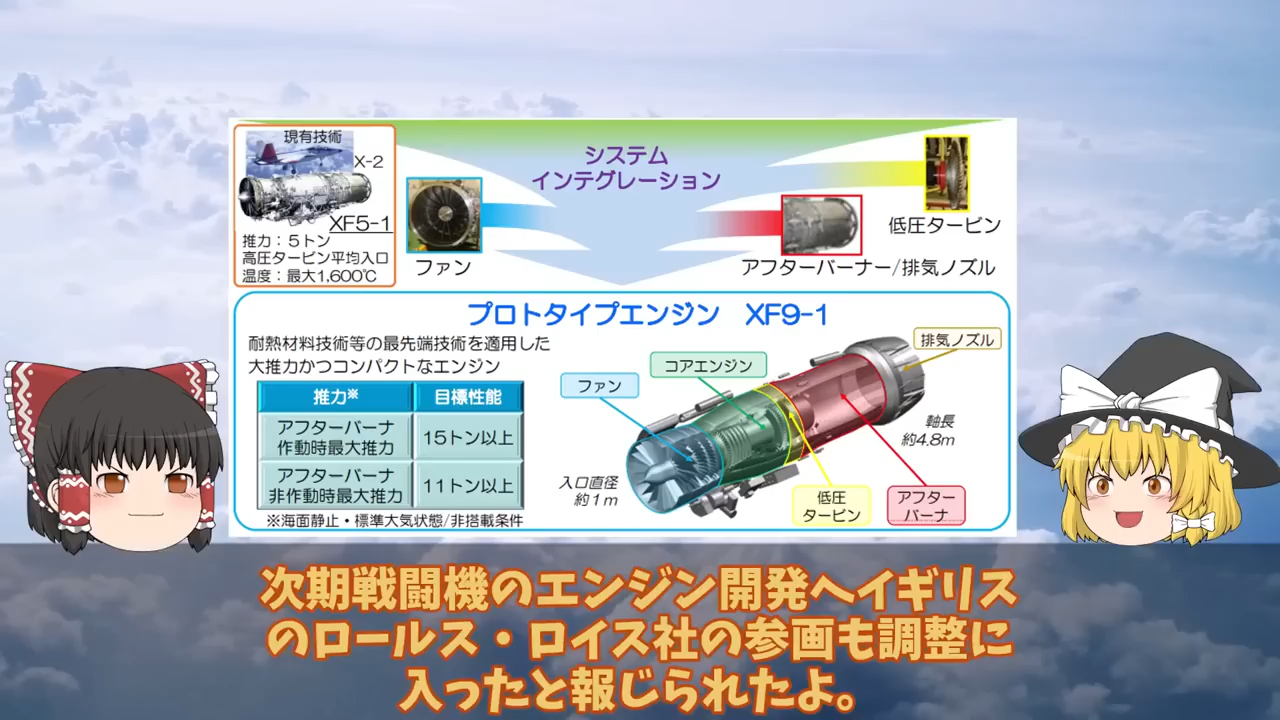 現有技術
X-2
XF5-1
推力：５トン
高圧タービン平均入口
温度：最大1,600℃
ファン
システム
インテグレーション
低圧タービン
アフターバーナー/排気ノズル
プロトタイプエンジン　XF9-1
耐熱材料技術等の最先端技術を適用した
大推力かつコンパクトなエンジン
推力※
目標性能
アフターバーナ
作動時最大推力
15トン以上
アフターバーナ
非作動時最大推力
11トン以上
※海面静止・標準大気状態/非搭載条件
ファン
コアエンジン
排気ノズル
入口直径
約１ｍ
軸長
約4.8m
低圧
タービン
アフター
バーナ
次期戦闘機のエンジン開発へイギリス
のロールス・ロイス社の参画も調整に
入ったと報じられたよ。